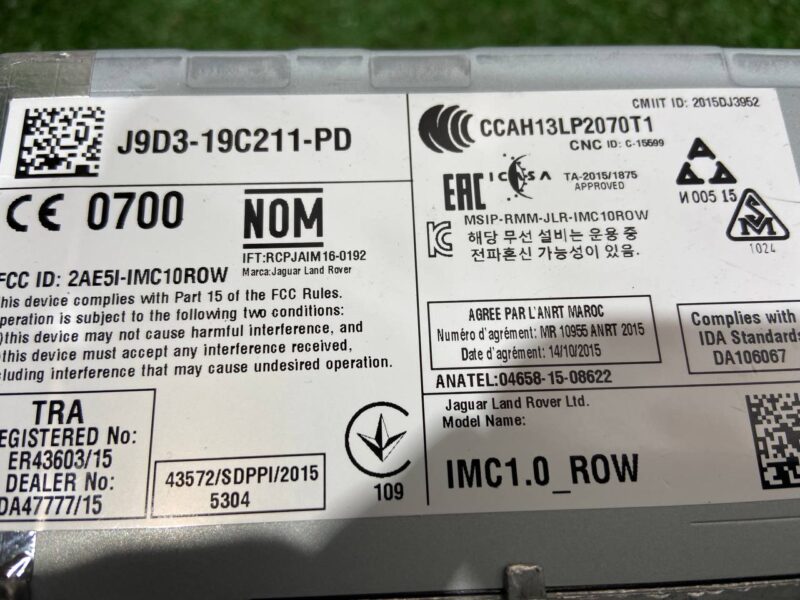 J9D3-19C211-PD
CE 0700
NOM
IFT:RCPJAIM16-0192
Marca:Jaguar Land Rover
FCC ID: 2AE5I-IMC10ROW
This device complies with Part 15 of the FCC Rules.
Operation is subject to the following two conditions:
)this device may not cause harmful interference, and
)this device must accept any interference received,
including interference that may cause undesired operation.
TRA
REGISTERED No:
ER43603/15
DEALER No:
DA47777/15
43572/SDPPI/2015
5304
109
CMIIT ID: 2015DJ3952
CCAH13LP2070T1
CNC ID: C-15599
EAC
ICASA
TA-2015/1875
APPROVED
И 005 15
MSIP-RMM-JLR-IMC10ROW
해당 무선 설비는 운용 중
전파혼신 가능성이 있음.
1024
AGREE PAR L'ANRT MAROC
Numéro d'agrément: MR 10955 ANRT 2015
Date d'agrément: 14/10/2015
Complies with
IDA Standards
DA106067
ANATEL:04658-15-08622
Jaguar Land Rover Ltd.
Model Name:
IMC1.0_ROW